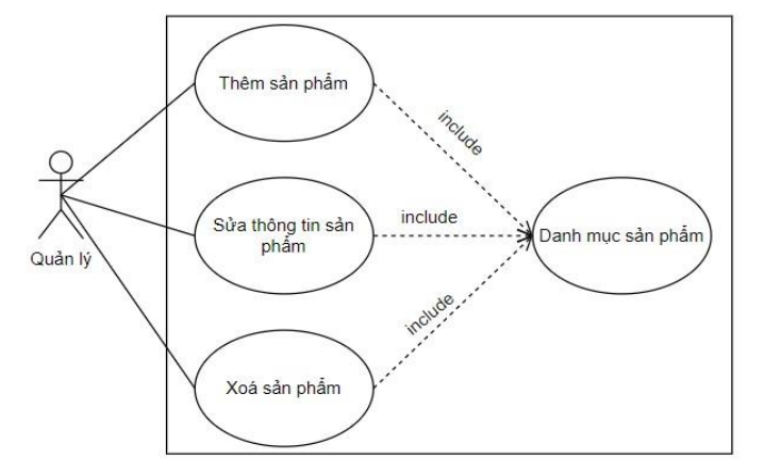 Thêm sản phẩm
include
Sửa thông tin sản
phẩm
include
Danh mục sản phẩm
Quản lý
include
Xoá sản phẩm